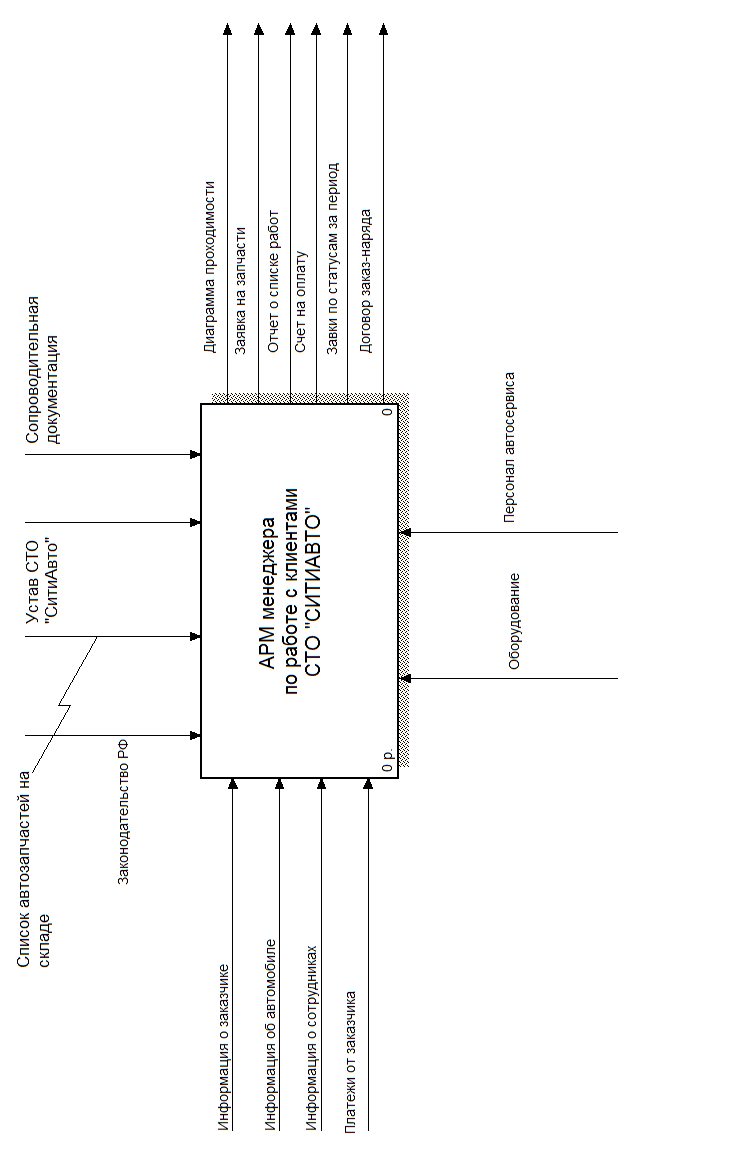 Список автозапчастей на
складе
Законодательство РФ
Устав СТО
"СитиАвто"
Сопроводительная
документация
Информация о заказчике
Информация об автомобиле
Информация о сотрудниках
Платежи от заказчика
АРМ менеджера
по работе с клиентами
СТО "СИТИАВТО"
0 р.
0
Диаграмма проходимости
Заявка на запчасти
Отчет о списке работ
Счет на оплату
Завки по статусам за период
Договор заказ-наряда
Оборудование
Персонал автосервиса